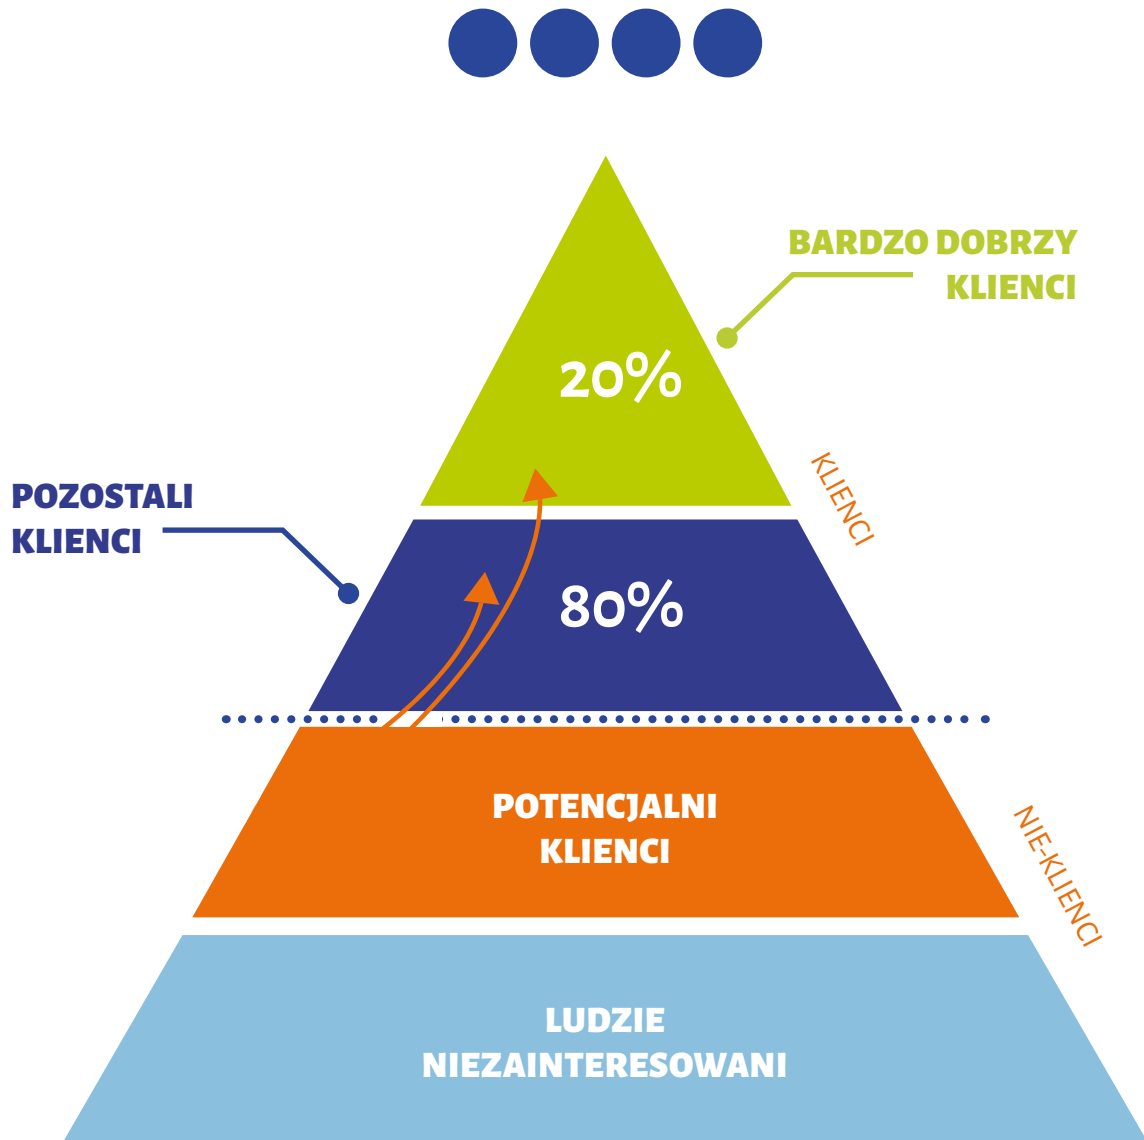 BARDZO DOBRZY
KLIENCI
20%
KLIENCI
POZOSTALI
KLIENCI
80%
POTENCJALNI
KLIENCI
NIE-KLIENCI
LUDZIE
NIEZAINTERESOWANI